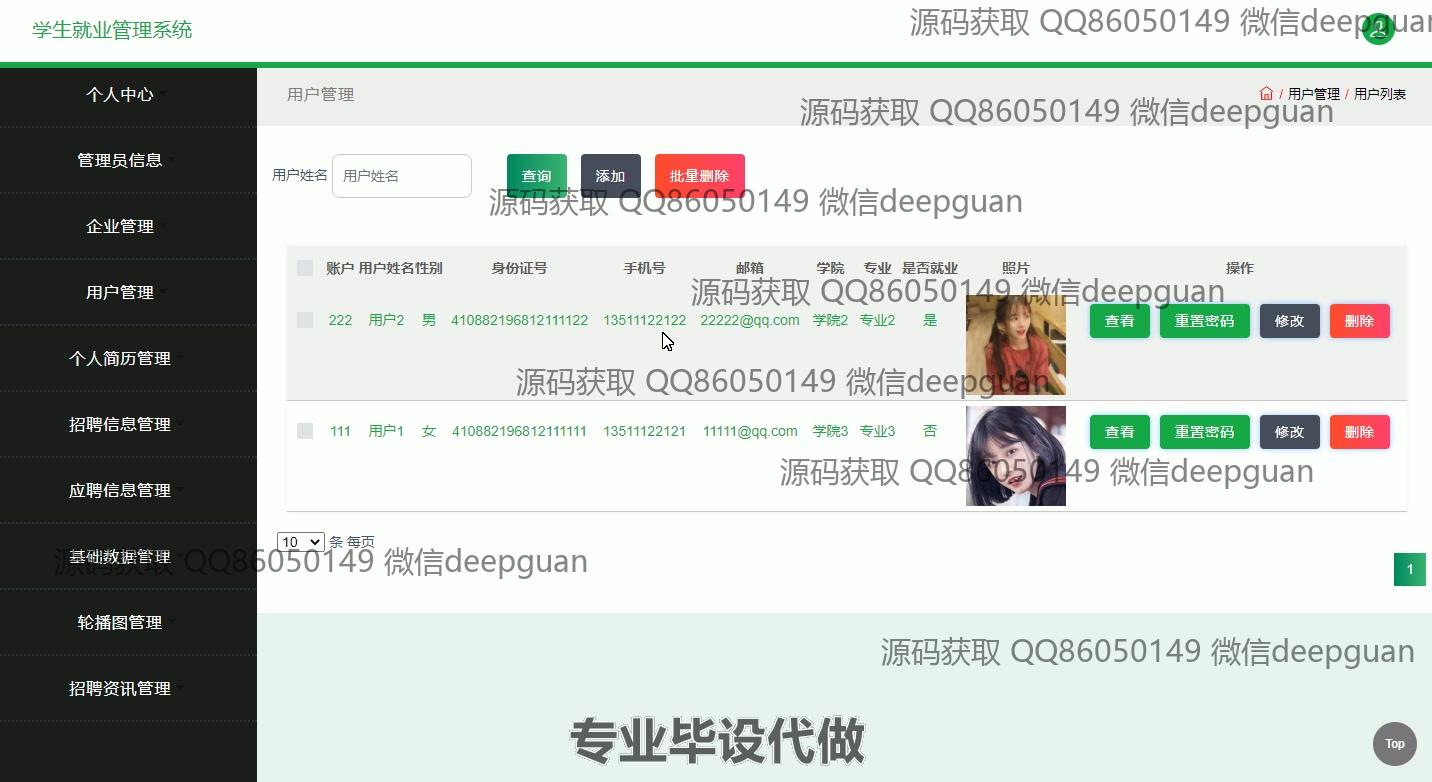 学生就业管理系统
源码获取 QQ86050149 微信deepguan
个人中心
管理员信息
企业管理
用户管理
个人简历管理
招聘信息管理
应聘信息管理
基础数据管理
轮播图管理
招聘资讯管理
用户管理
/ 用户管理 / 用户列表
源码获取 QQ86050149 微信deepguan
用户姓名 用户姓名 查询 添加 批量删除
源码获取 QQ86050149 微信deepguan
账户 用户姓名 性别 身份证号 手机号 邮箱 学院 专业 是否就业 照片 操作
源码获取 QQ86050149 微信deepguan
222 用户2 男 410882196812111122 13511122122 22222@qq.com 学院2 专业2 是 查看 重置密码 修改 删除
源码获取 QQ86050149 微信deepguan
111 用户1 女 410882196812111111 13511122121 11111@qq.com 学院3 专业3 否 查看 重置密码 修改 删除
源码获取 QQ86050149 微信deepguan
10 条 每页
源码获取 QQ86050149 微信deepguan
1
源码获取 QQ86050149 微信deepguan
专业毕设代做
Top